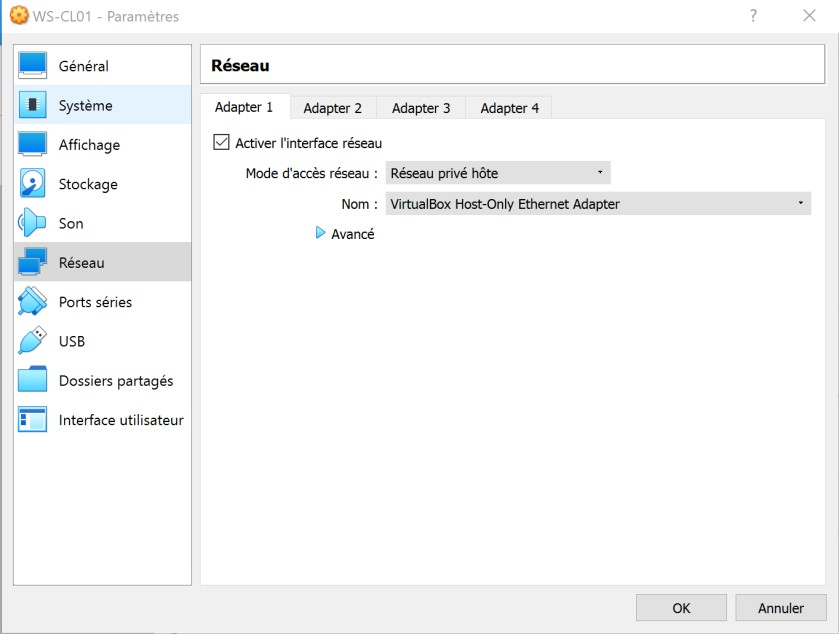 WS-CL01 - Paramètres
?
Général
Système
Affichage
Stockage
Son
Réseau
Ports séries
USB
Dossiers partagés
Interface utilisateur
Réseau
Adapter 1 Adapter 2 Adapter 3 Adapter 4
Activer l'interface réseau
Mode d'accès réseau : Réseau privé hôte
Nom : VirtualBox Host-Only Ethernet Adapter
Avancé
OK Annuler